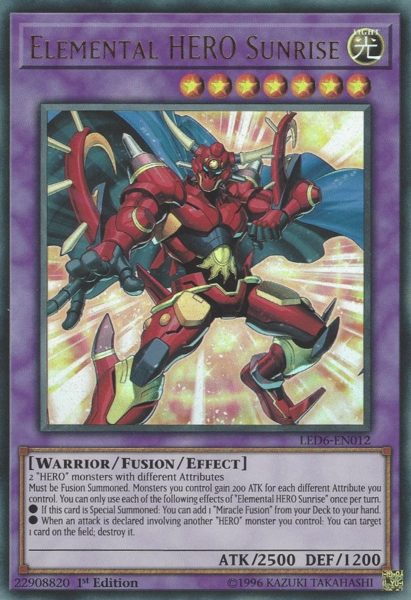 ELEMENTAL HERO SUNRISE
LIGHT
光
LED6-EN012
[WARRIOR/FUSION/EFFECT]
2 "HERO" monsters with different Attributes
Must be Fusion Summoned. Monsters you control gain 200 ATK for each different Attribute you
control. You can only use each of the following effects of "Elemental HERO Sunrise" once per turn.
● If this card is Special Summoned: You can add 1 "Miracle Fusion" from your Deck to your hand.
● When an attack is declared involving another "HERO" monster you control: You can target
1 card on the field; destroy it.
ATK/2500 DEF/1200
22908820 1st Edition ©1996 KAZUKI TAKAHASHI